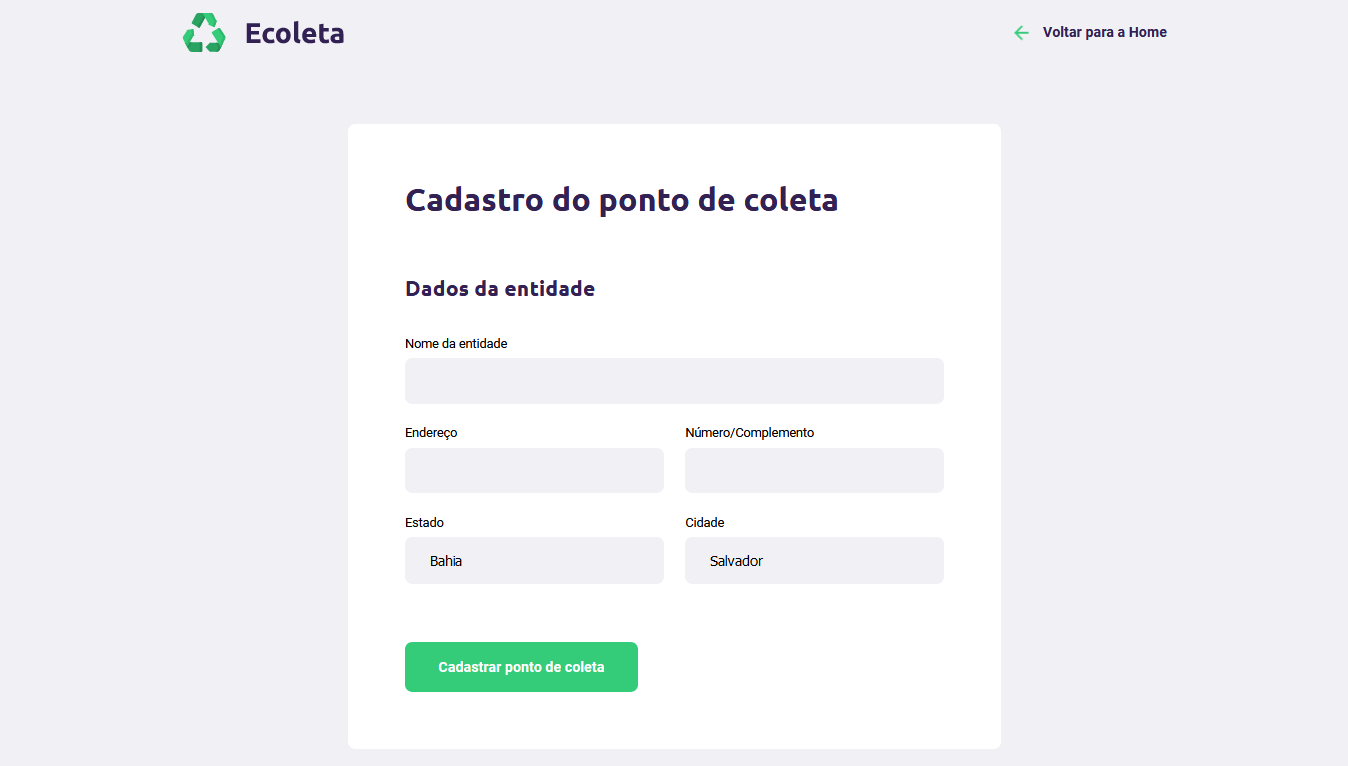 Ecoleta
Voltar para a Home
Cadastro do ponto de coleta
Dados da entidade
Nome da entidade
Endereço
Número/Complemento
Estado
Cidade
Bahia
Salvador
Cadastrar ponto de coleta